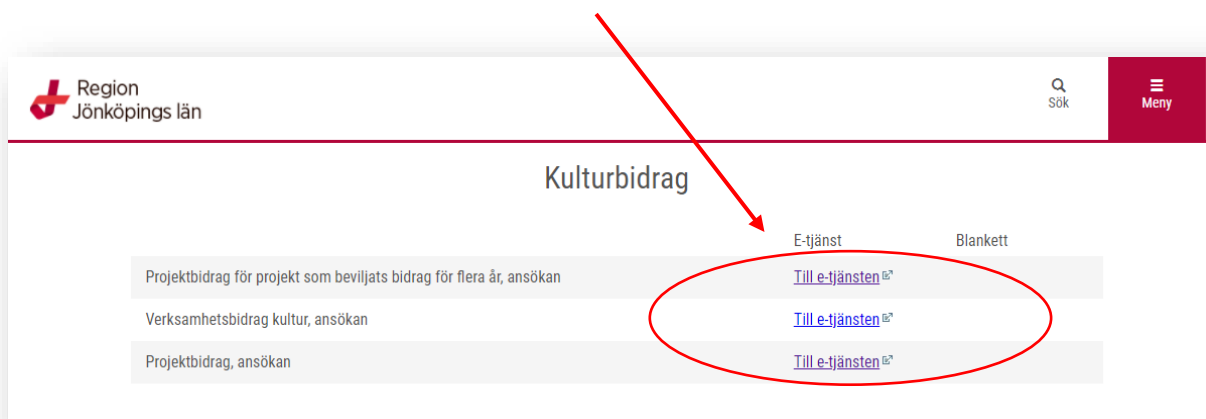 Region
Jönköpings län
Sök
Meny
Kulturbidrag
E-tjänst Blankett
Projektbidrag för projekt som beviljats bidrag för flera år, ansökan Till e-tjänsten
Verksamhetsbidrag kultur, ansökan Till e-tjänsten
Projektbidrag, ansökan Till e-tjänsten